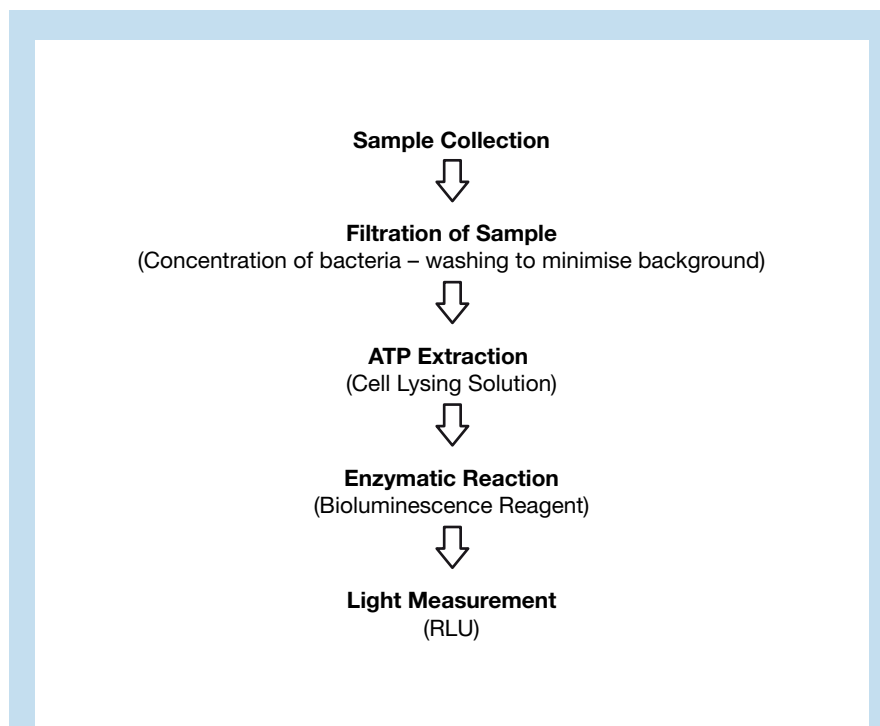 Sample Collection
Filtration of Sample
(Concentration of bacteria – washing to minimise background)
ATP Extraction
(Cell Lysing Solution)
Enzymatic Reaction
(Bioluminescence Reagent)
Light Measurement
(RLU)